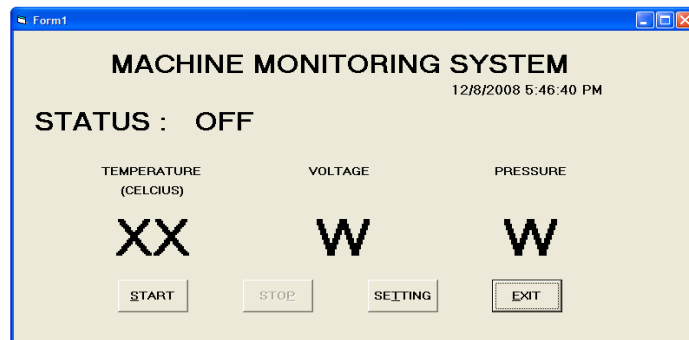 Form1
MACHINE MONITORING SYSTEM
12/8/2008 5:46:40 PM
STATUS : OFF
TEMPERATURE VOLTAGE PRESSURE
(CELCIUS)
XX W W
START STOP SETTING EXIT